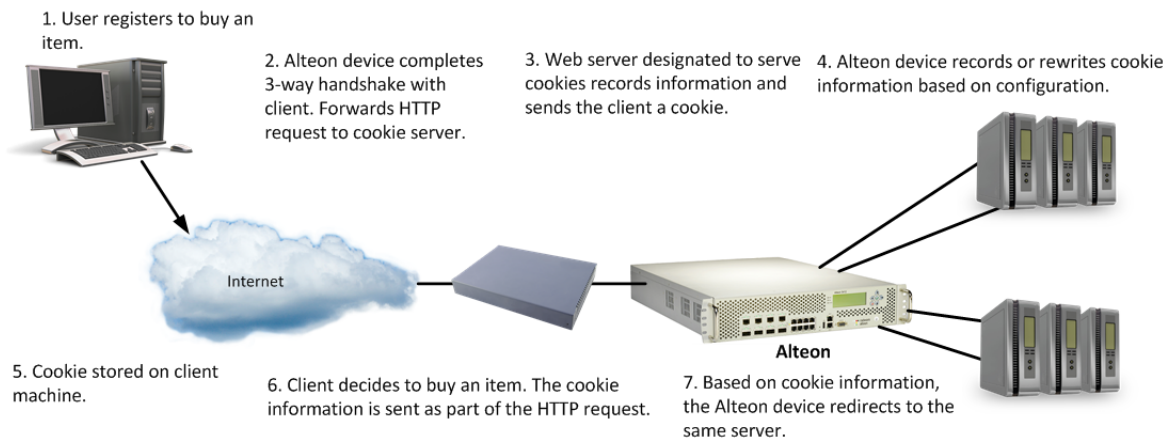 1. User registers to buy an
item.
2. Alteon device completes
3-way handshake with
client. Forwards HTTP
request to cookie server.
3. Web server designated to serve
cookies records information and
sends the client a cookie.
4. Alteon device records or rewrites cookie
information based on configuration.
Internet
Alteon
5. Cookie stored on client
machine.
6. Client decides to buy an item. The cookie
information is sent as part of the HTTP request.
7. Based on cookie information,
the Alteon device redirects to the
same server.